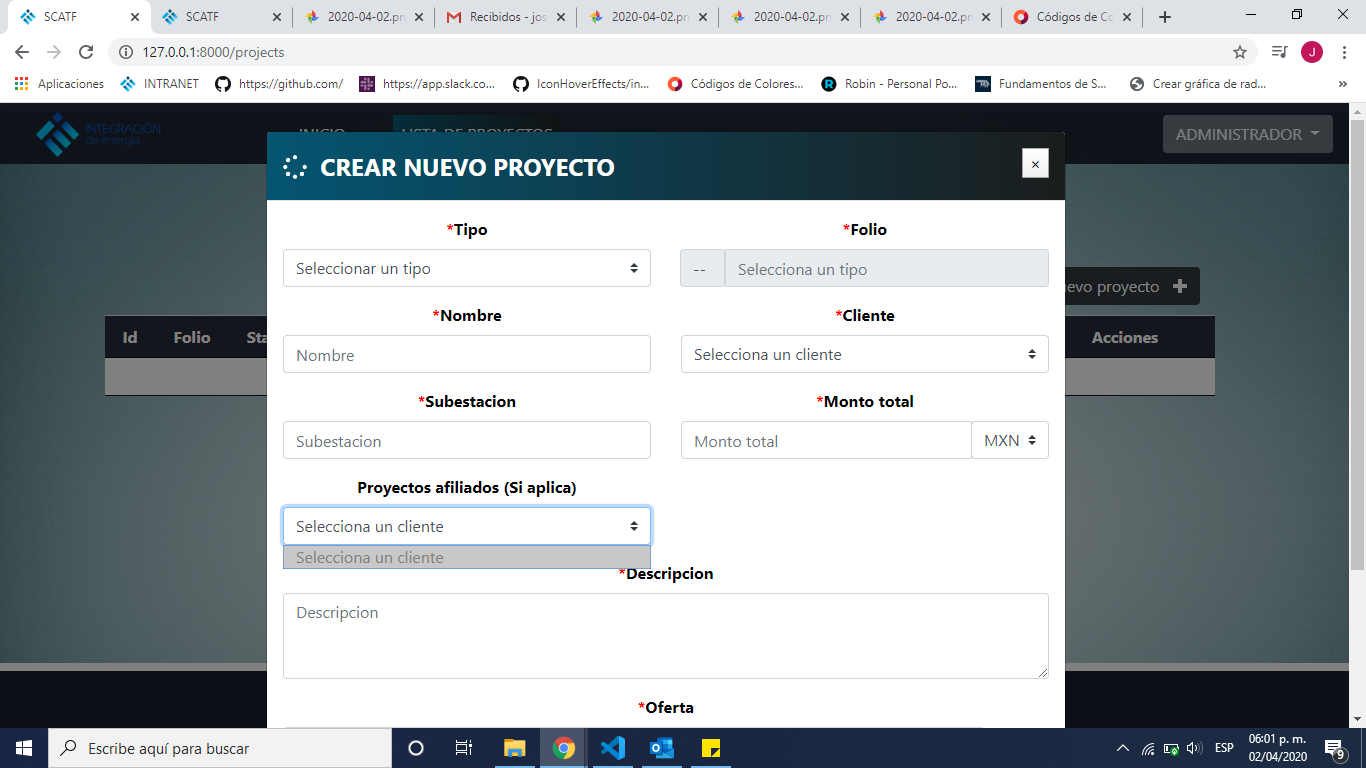 SCATF
SCATF
2020-04-02.pn
Recibidos - jos
2020-04-02.pn
2020-04-02.pn
2020-04-02.pn
Códigos de Co
127.0.0.1:8000/projects
J
Aplicaciones
INTRANET
https://github.com/
https://app.slack.co...
IconHoverEffects/in...
Códigos de Colores...
Robin - Personal Po...
Fundamentos de S...
Crear gráfica de rad...
»
INTEGRACIÓN
de energía
INICIO
LISTA DE PROYECTOS
ADMINISTRADOR
CREAR NUEVO PROYECTO
×
*Tipo
*Folio
Seleccionar un tipo
--
Selecciona un tipo
uevo proyecto
*Nombre
*Cliente
Id
Folio
Sta
Acciones
Nombre
Selecciona un cliente
*Subestacion
*Monto total
Subestacion
Monto total
MXN
Proyectos afiliados (Si aplica)
Selecciona un cliente
Selecciona un cliente
*Descripcion
Descripcion
*Oferta
Escribe aquí para buscar
ESP
06:01 p. m.
02/04/2020
9